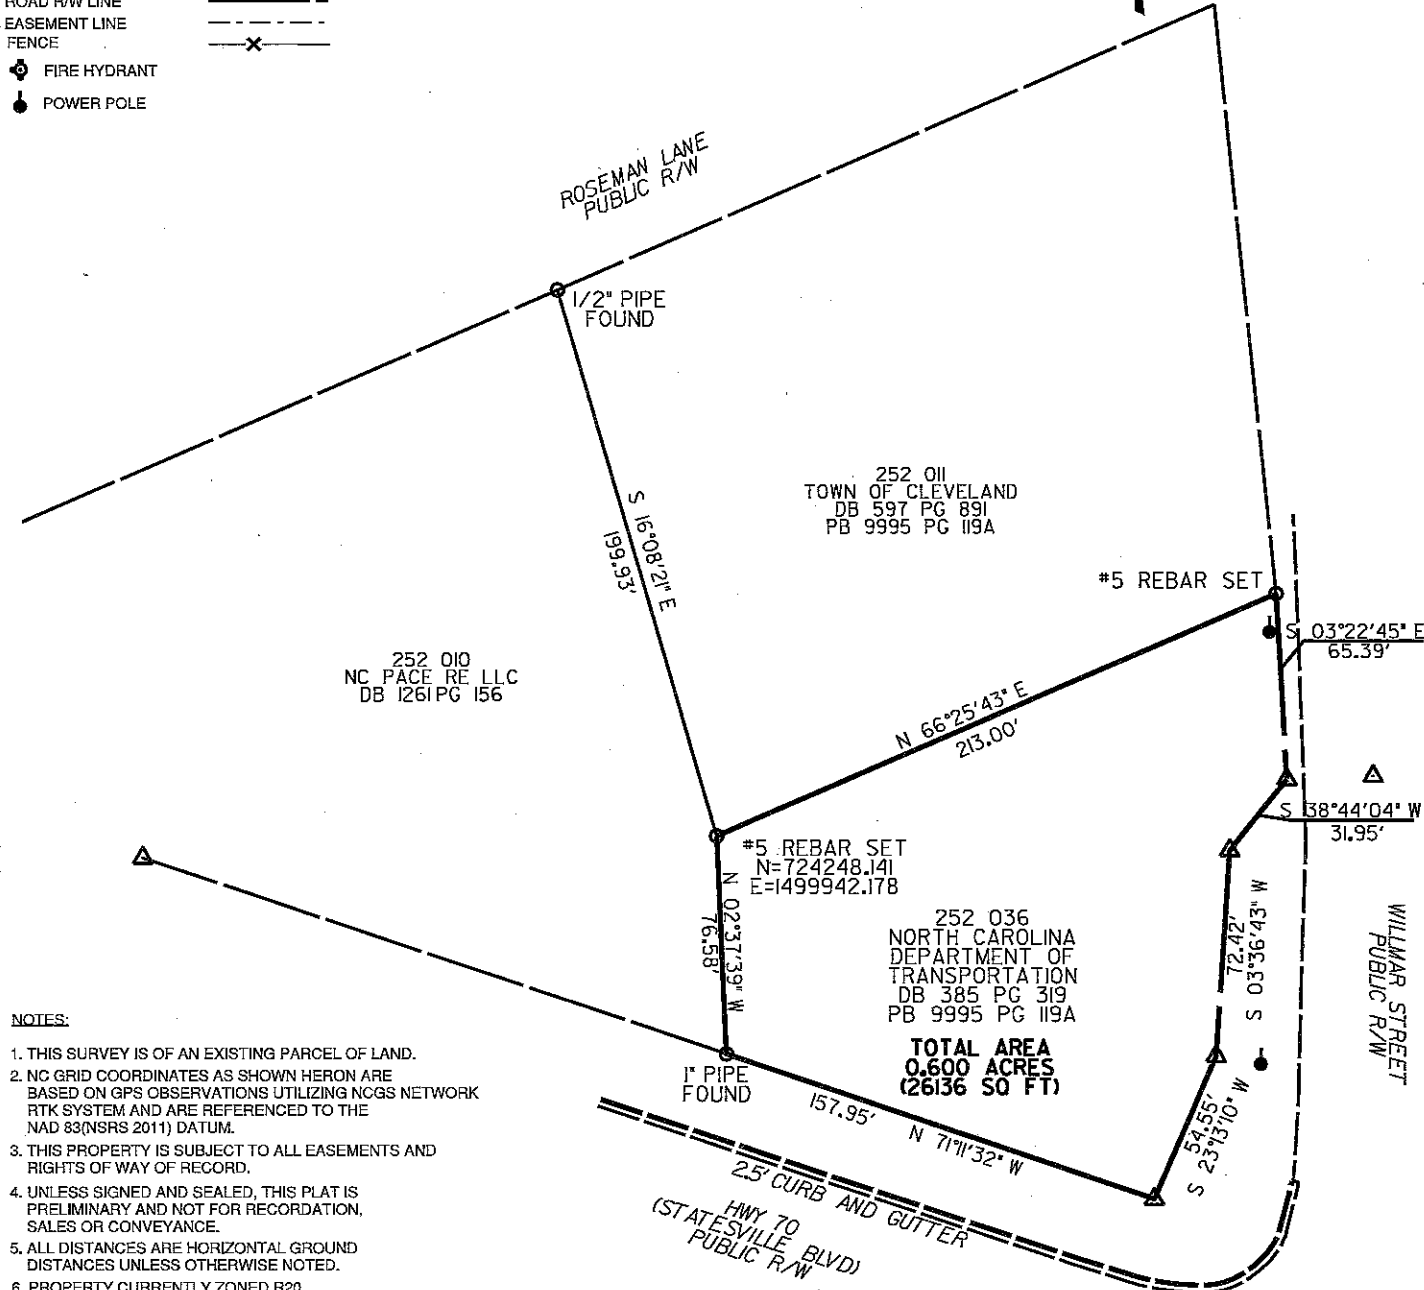 ROAD R/W LINE
EASEMENT LINE
FENCE
FIRE HYDRANT
POWER POLE
ROSEMAN LANE
PUBLIC R/W
1/2" PIPE
FOUND
S 16°08'21" E
199.93'
252 011
TOWN OF CLEVELAND
DB 597 PG 891
PB 9995 PG 119A
#5 REBAR SET
S 03°22'45" E
65.39'
252 010
NC PACE RE LLC
DB 1261 PG 156
N 66°25'43" E
213.00'
S 38°44'04" W
31.95'
#5 REBAR SET
N=724248.141
E=1499942.178
N 02°37'39" W
76.58'
252 036
NORTH CAROLINA
DEPARTMENT OF
TRANSPORTATION
DB 385 PG 319
PB 9995 PG 119A
TOTAL AREA
0.600 ACRES
(26136 SQ FT)
72.42'
S 03°36'43" W
WILLMAR STREET
PUBLIC R/W
1" PIPE
FOUND
157.95'
N 71°11'32" W
54.55'
S 23°13'10" W
2.5' CURB AND GUTTER
HWY 70
(STATESVILLE BLVD)
PUBLIC R/W
NOTES:
1. THIS SURVEY IS OF AN EXISTING PARCEL OF LAND.
2. NC GRID COORDINATES AS SHOWN HERON ARE
BASED ON GPS OBSERVATIONS UTILIZING NCGS NETWORK
RTK SYSTEM AND ARE REFERENCED TO THE
NAD 83(NSRS 2011) DATUM.
3. THIS PROPERTY IS SUBJECT TO ALL EASEMENTS AND
RIGHTS OF WAY OF RECORD.
4. UNLESS SIGNED AND SEALED, THIS PLAT IS
PRELIMINARY AND NOT FOR RECORDATION,
SALES OR CONVEYANCE.
5. ALL DISTANCES ARE HORIZONTAL GROUND
DISTANCES UNLESS OTHERWISE NOTED.
6. PROPERTY CURRENTLY ZONED R20